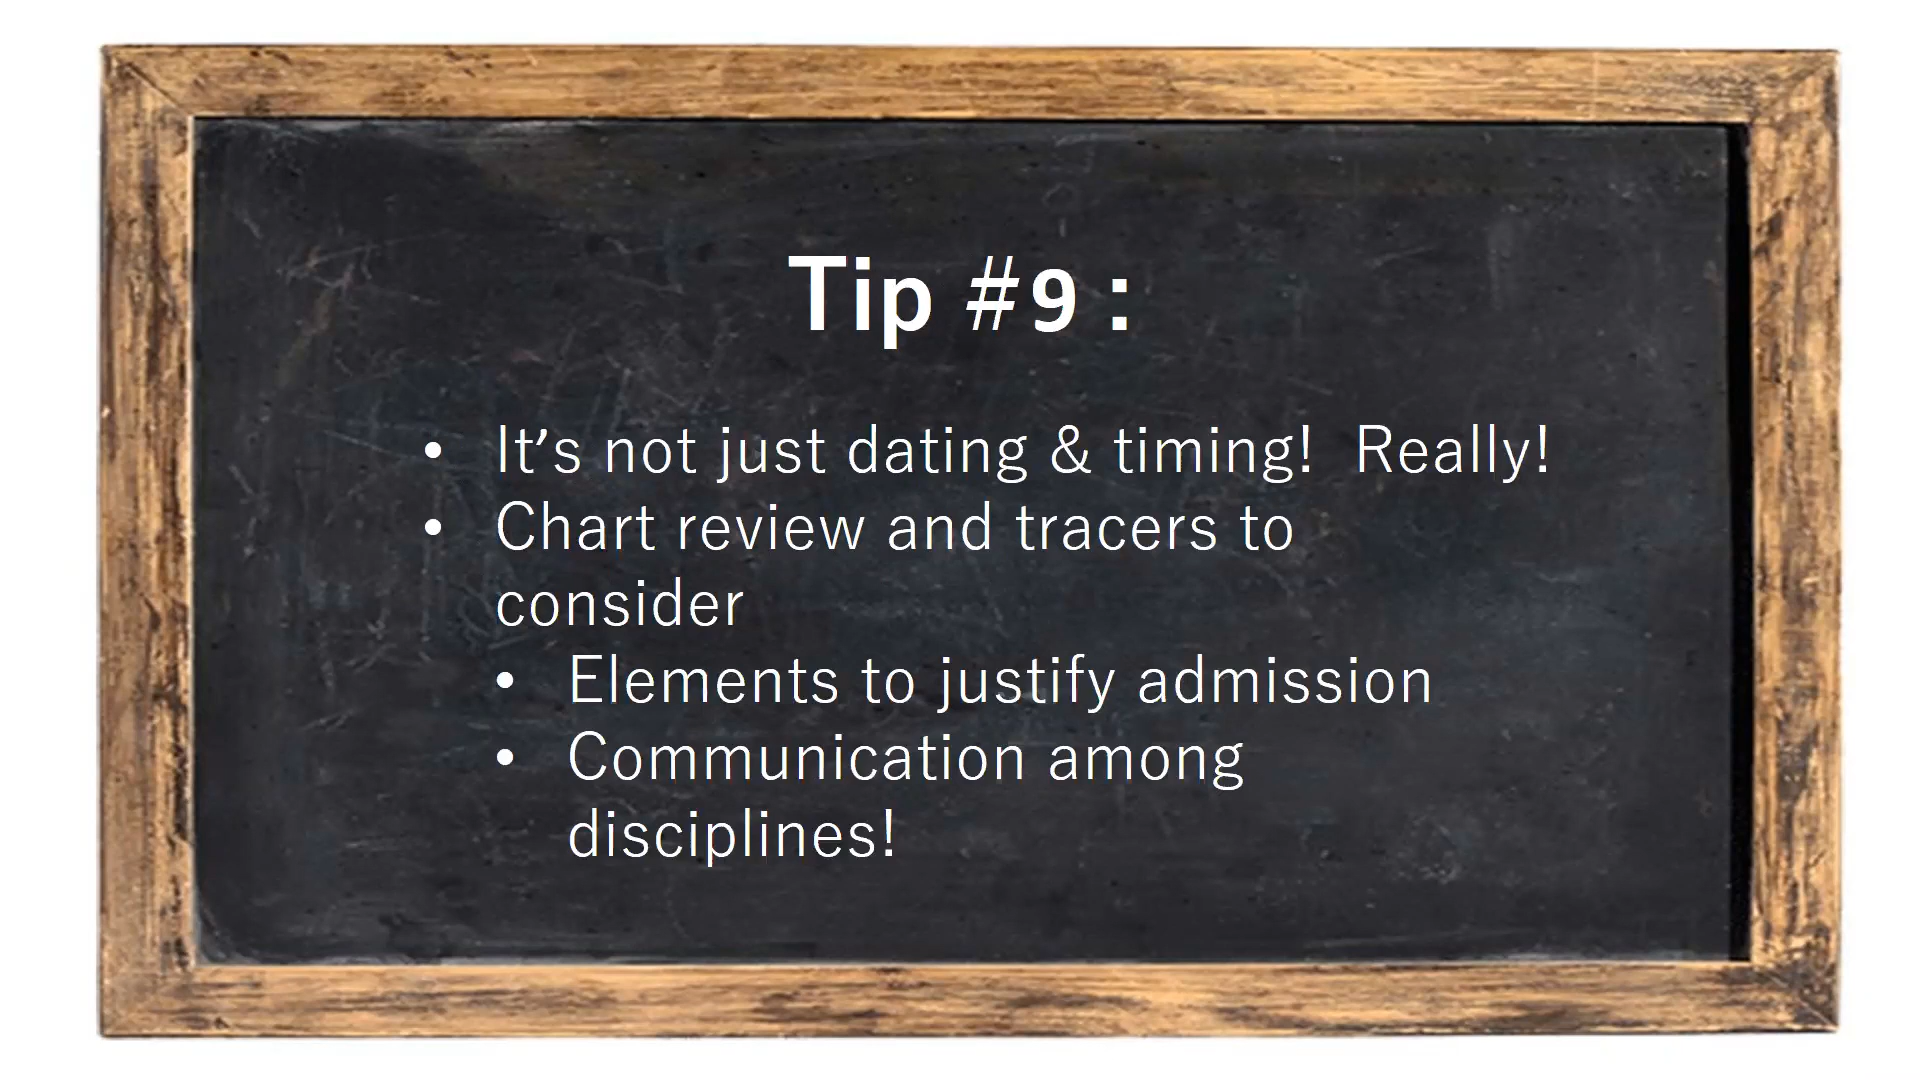 Tip #9 :
• It’s not just dating & timing!  Really!
• Chart review and tracers to
consider
• Elements to justify admission
• Communication among
disciplines!